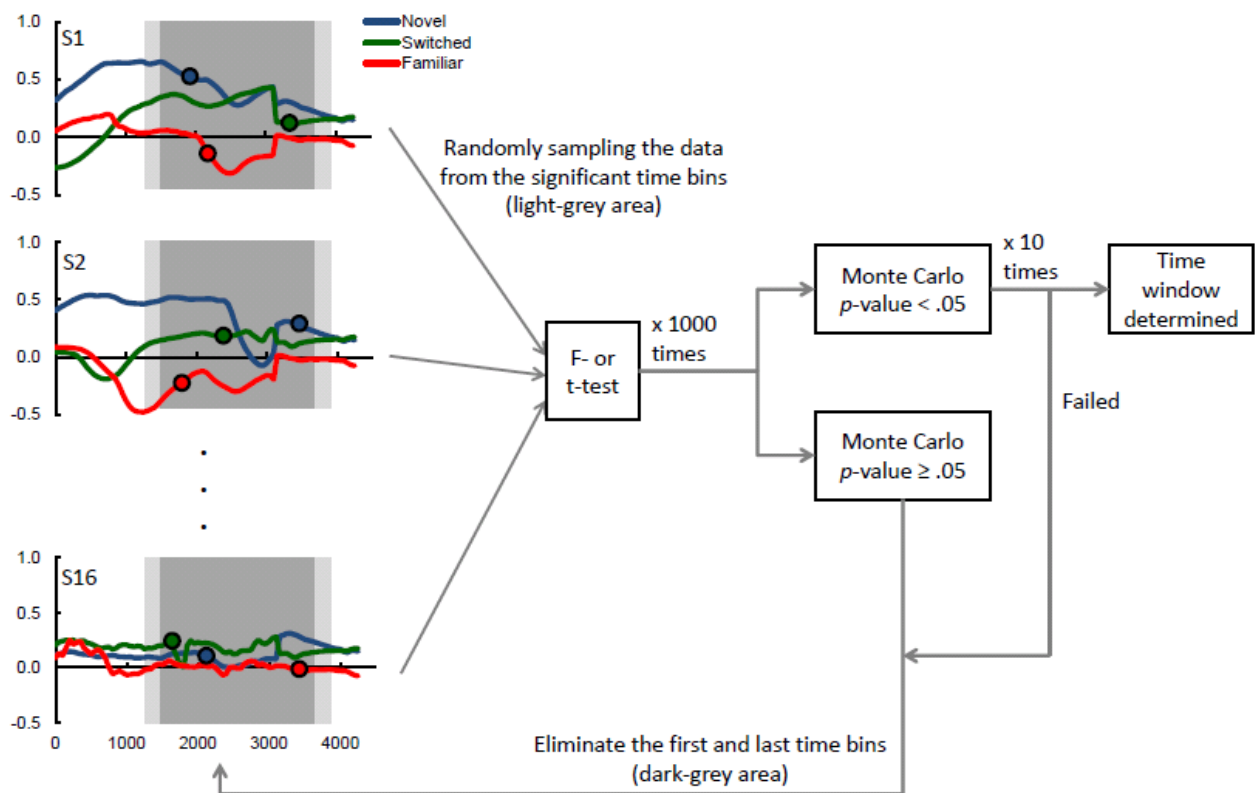 1.0
S1
0.5
0.0
-0.5
Novel
Switched
Familiar
1.0
S2
0.5
0.0
-0.5
.
.
.
1.0
S16
0.5
0.0
-0.5
0 1000 2000 3000 4000
Randomly sampling the data
from the significant time bins
(light-grey area)
F- or
t-test
x 1000
times
Monte Carlo
p-value < .05
Monte Carlo
p-value ≥ .05
x 10
times
Time
window
determined
Failed
Eliminate the first and last time bins
(dark-grey area)